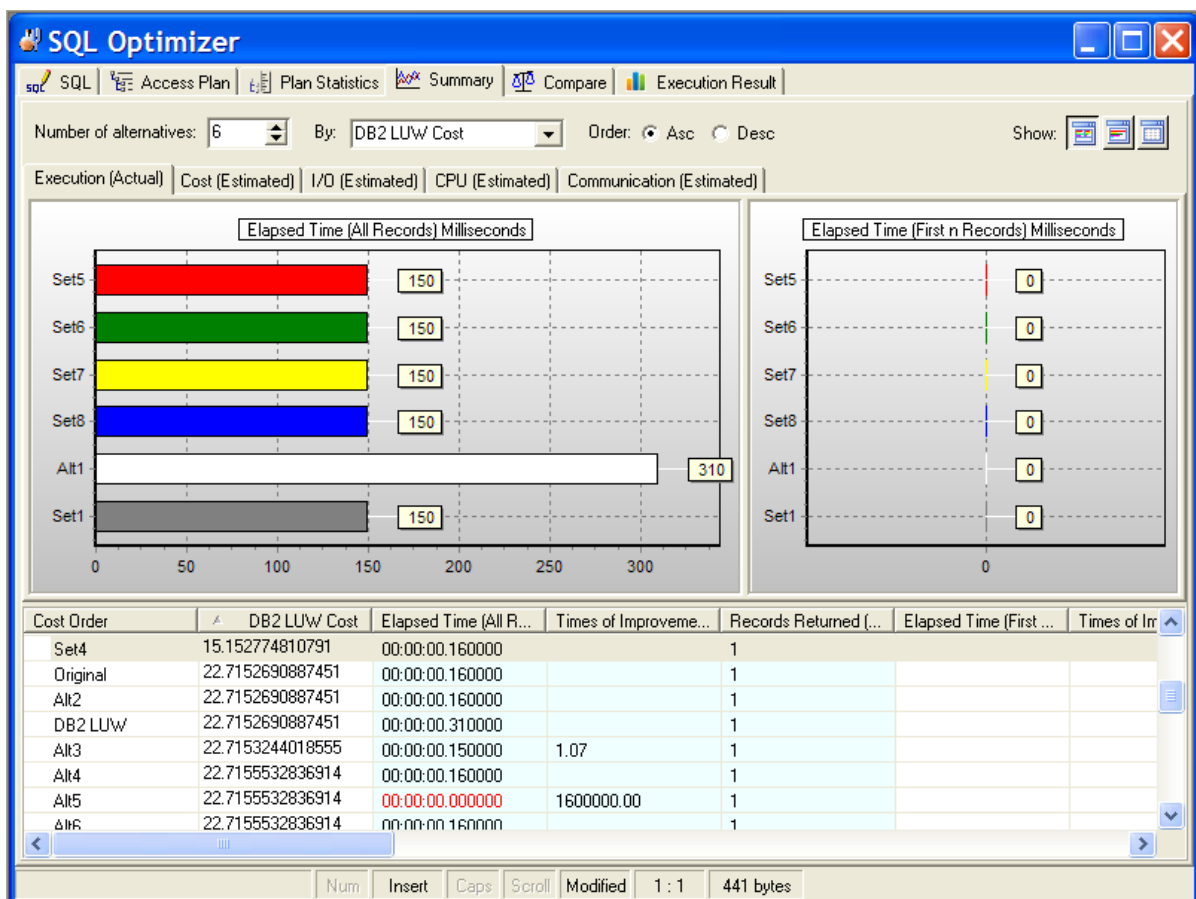 SQL Optimizer
SQL Access Plan Plan Statistics Summary Compare Execution Result
Number of alternatives: 6 By: DB2 LUW Cost Order: Asc Desc Show:
Execution (Actual) Cost (Estimated) I/O (Estimated) CPU (Estimated) Communication (Estimated)
Elapsed Time (All Records) Milliseconds
Set5 150
Set6 150
Set7 150
Set8 150
Alt1 310
Set1 150
0 50 100 150 200 250 300
Elapsed Time (First n Records) Milliseconds
Set5 0
Set6 0
Set7 0
Set8 0
Alt1 0
Set1 0
0
Cost Order DB2 LUW Cost Elapsed Time (All R... Times of Improveme... Records Returned (... Elapsed Time (First ... Times of Im
Set4 15.152774810791 00:00:00.160000 1
Original 22.7152690887451 00:00:00.160000 1
Alt2 22.7152690887451 00:00:00.160000 1
DB2 LUW 22.7152690887451 00:00:00.310000 1
Alt3 22.7153244018555 00:00:00.150000 1.07 1
Alt4 22.7155532836914 00:00:00.160000 1
Alt5 22.7155532836914 00:00:00.000000 1600000.00 1
Alt6 22.7155532836914 00:00:00.160000 1
Num Insert Caps Scroll Modified 1 : 1 441 bytes